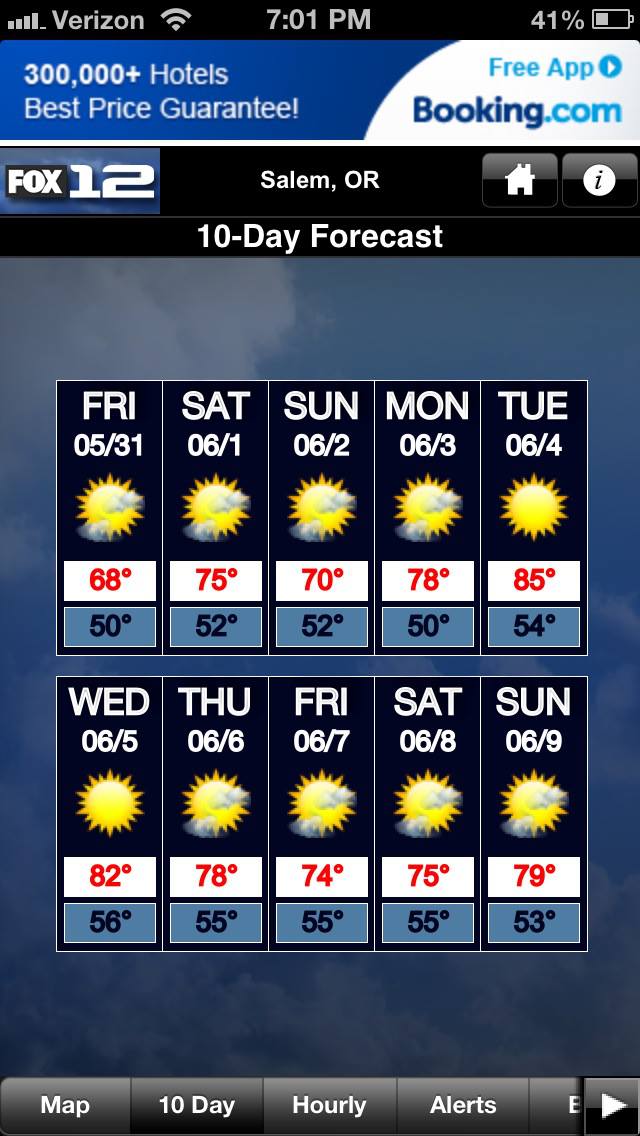 Verizon 7:01 PM 41%
300,000+ Hotels
Best Price Guarantee!
Free App
Booking.com
FOX 12
Salem, OR
i
10-Day Forecast
FRI SAT SUN MON TUE
05/31 06/1 06/2 06/3 06/4
68° 75° 70° 78° 85°
50° 52° 52° 50° 54°
WED THU FRI SAT SUN
06/5 06/6 06/7 06/8 06/9
82° 78° 74° 75° 79°
56° 55° 55° 55° 53°
Map 10 Day Hourly Alerts